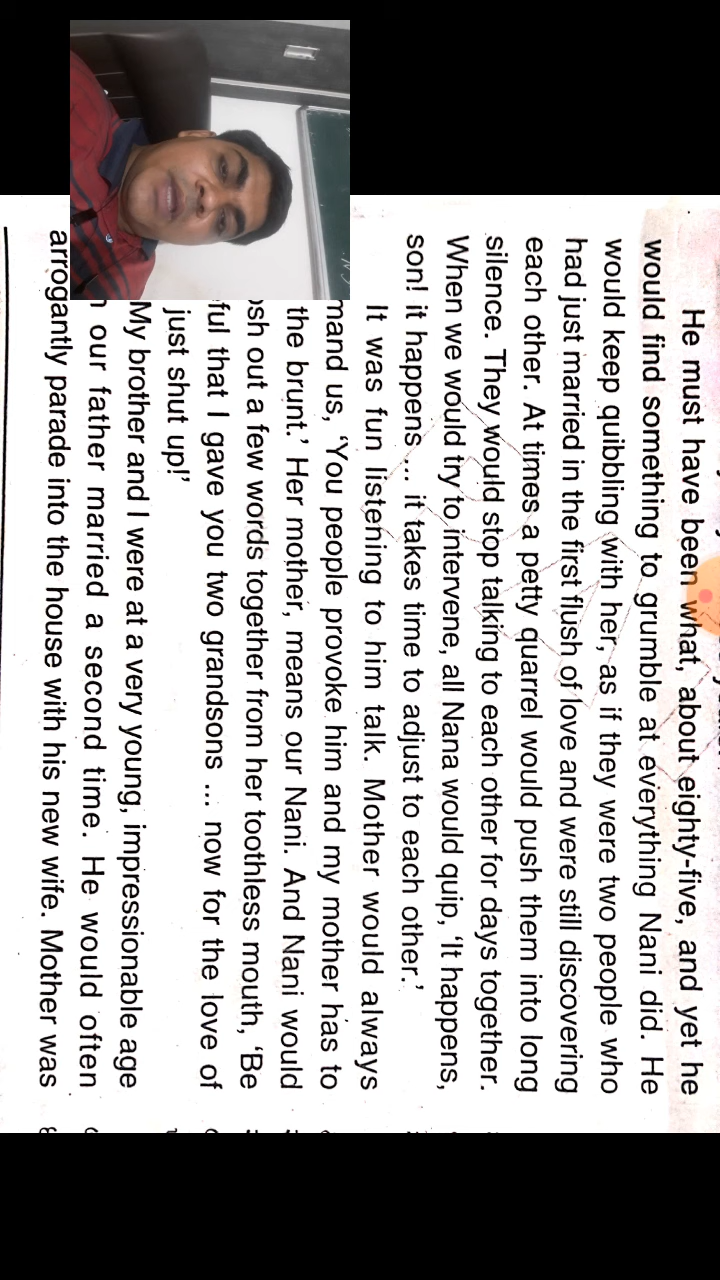 He must have been what, about eighty-five, and yet he
would find something to grumble at everything Nani did. He
would keep quibbling with her, as if they were two people who
had just married in the first flush of love and were still discovering
each other. At times a petty quarrel would push them into long
silence. They would stop talking to each other for days together.
When we would try to intervene, all Nana would quip, ‘It happens,
son! it happens ... it takes time to adjust to each other.’
It was fun listening to him talk. Mother would always
us, ‘You people provoke him and my mother has to
the brunt.’ Her mother, means our Nani. And Nani would
out a few words together from her toothless mouth, ‘Be
that I gave you two grandsons ... now for the love of
just shut up!’
My brother and I were at a very young, impressionable age
our father married a second time. He would often
arrogantly parade into the house with his new wife. Mother was